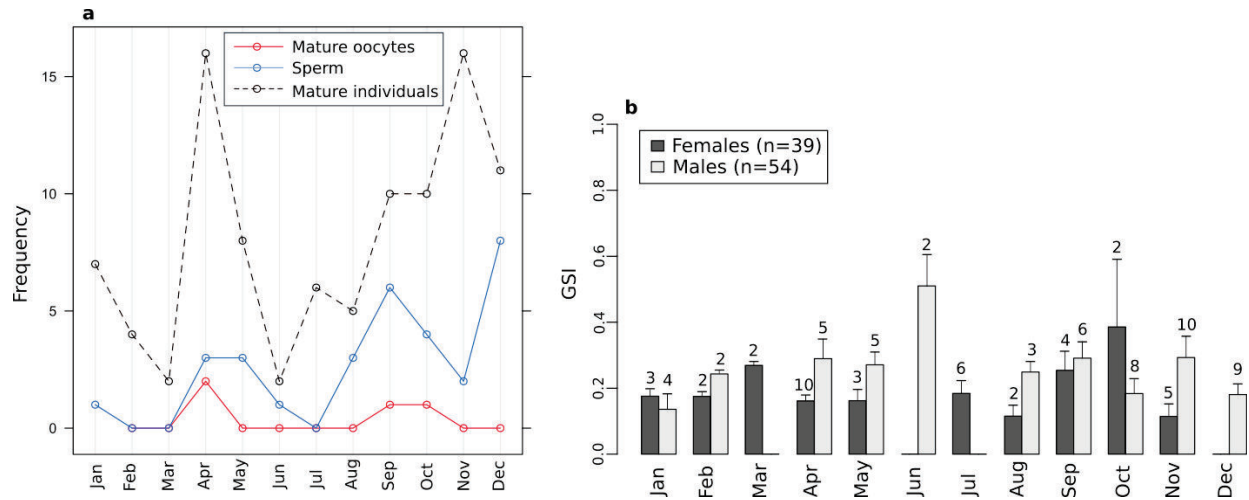 a
Mature oocytes
Sperm
Mature individuals
Frequency
15
10
5
0
Jan Feb Mar Apr May Jun Jul Aug Sep Oct Nov Dec
b
Females (n=39)
Males (n=54)
GSI
1.0
0.8
0.6
0.4
0.2
0.0
3 4 2 2 2 10 5 3 5 2 6 2 3 4 6 2 8 5 10 9
Jan Feb Mar Apr May Jun Jul Aug Sep Oct Nov Dec